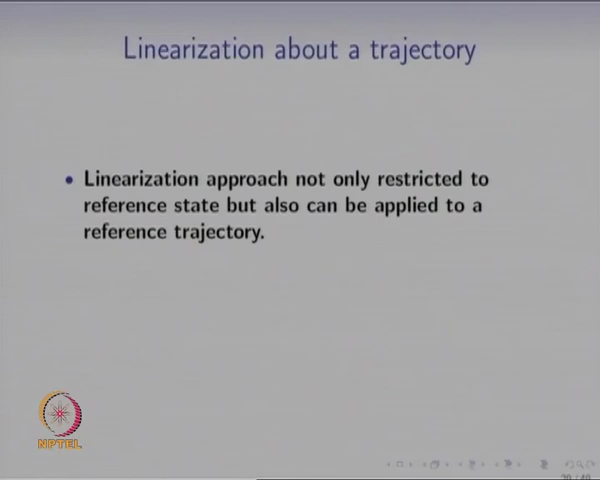 Linearization about a trajectory
• Linearization approach not only restricted to
reference state but also can be applied to a
reference trajectory.
NPTEL